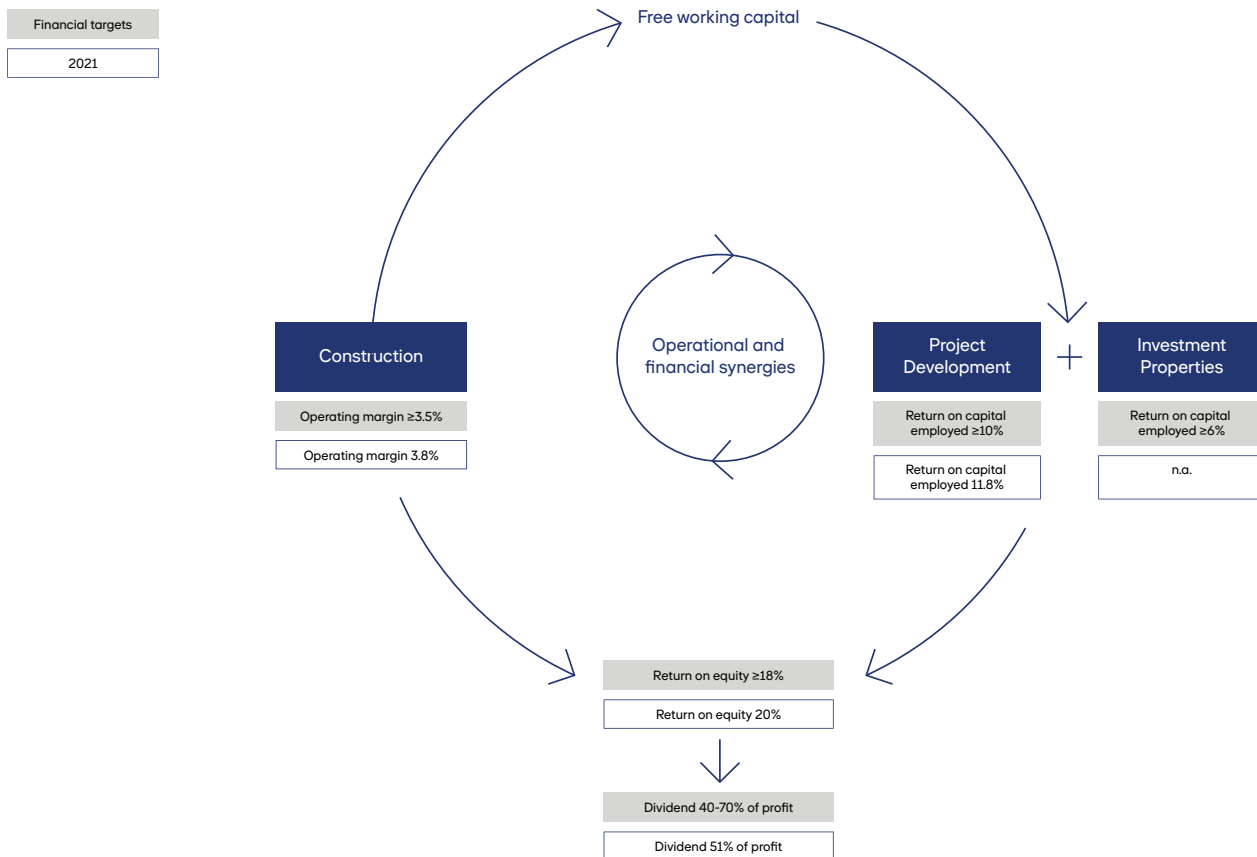 Financial targets
2021
Free working capital
Operational and
financial synergies
Construction
Operating margin ≥3.5%
Operating margin 3.8%
Project
Development
Return on capital
employed ≥10%
Return on capital
employed 11.8%
+
Investment
Properties
Return on capital
employed ≥6%
n.a.
Return on equity ≥18%
Return on equity 20%
Dividend 40-70% of profit
Dividend 51% of profit